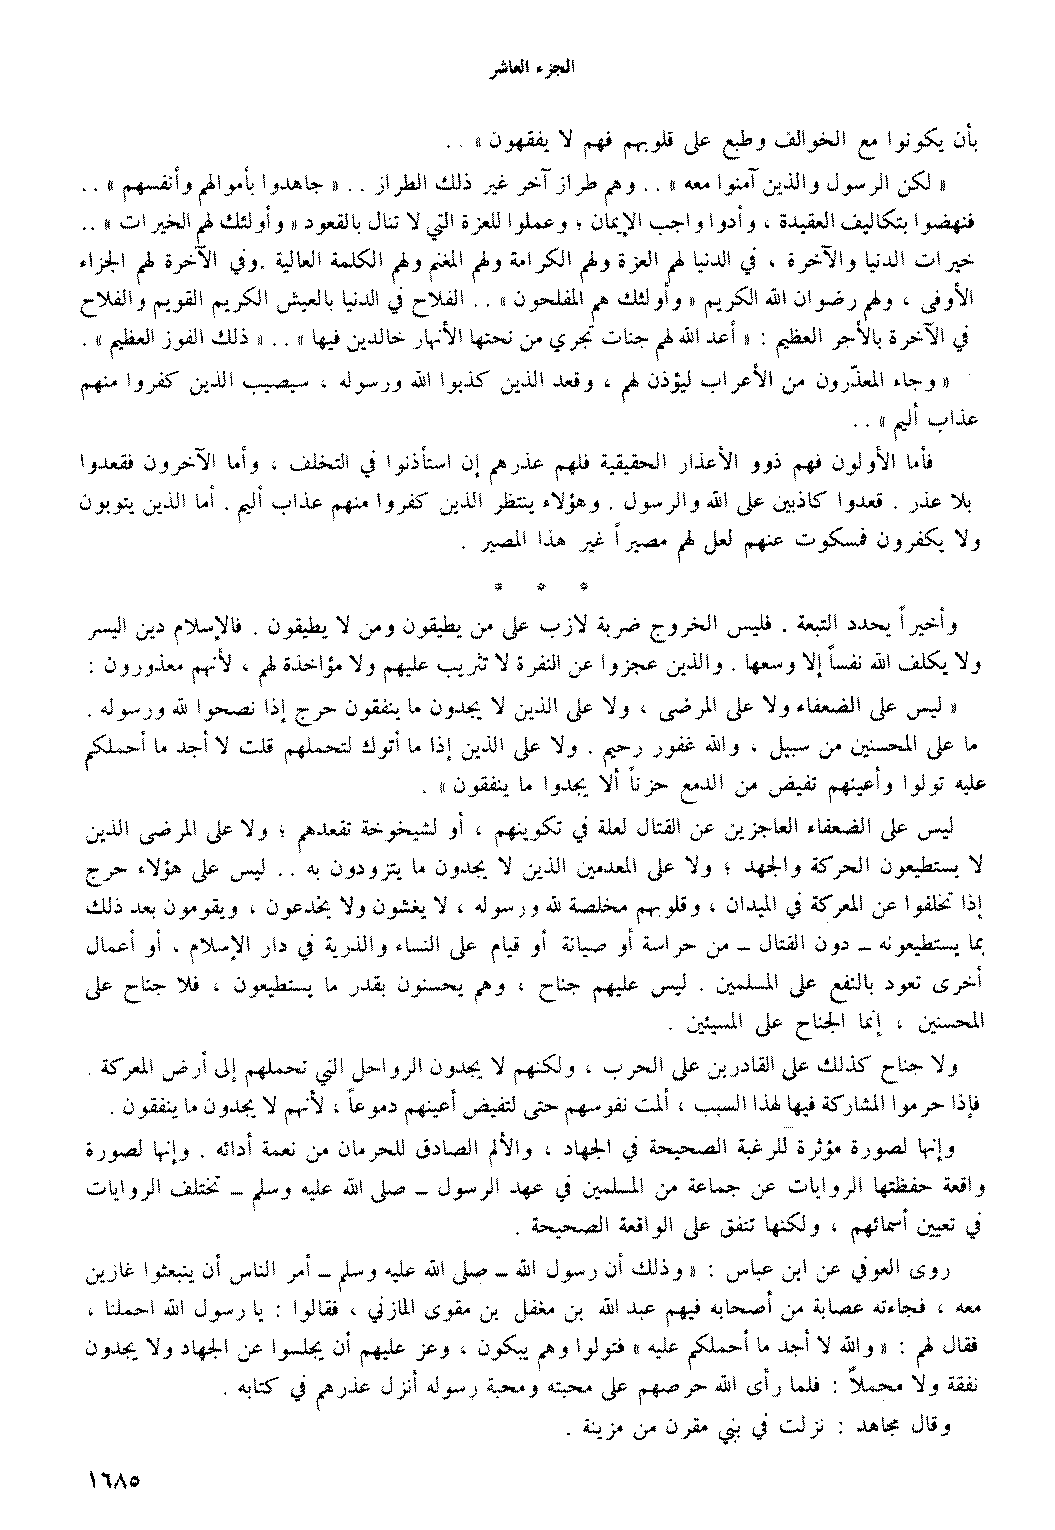 الجزء العاشر
بأن يكونوا مع الخوالف وطبع على قلوبهم فهم لا يفقهون » . .
« لكن الرسول والذين آمنوا معه » . . وهم طراز آخر غير ذلك الطراز . . « جاهدوا بأموالهم وأنفسهم » . .
فنهضوا بتكاليف العقيدة ، وأدوا واجب الإيمان ؛ وعملوا للعزة التي لا تنال بالقعود « وأولئك لهم الخيرات » . .
خيرات الدنيا والآخرة ، في الدنيا لهم العزة ولهم الكرامة ولهم المغنم ولهم الكلمة العالية . وفي الآخرة لهم الجزاء
الأوفى ، ولهم رضوان الله الكريم « وأولئك هم المفلحون » . . الفلاح في الدنيا بالعيش الكريم القويم والفلاح
في الآخرة بالأجر العظيم : « أعد الله لهم جنات تجري من تحتها الأنهار خالدين فيها » . . « ذلك الفوز العظيم » .
« وجاء المعذّرون من الأعراب ليؤذن لهم ، وقعد الذين كذبوا الله ورسوله ، سيصيب الذين كفروا منهم
عذاب أليم » . .
فأما الأولون فهم ذوو الأعذار الحقيقية فلهم عذرهم إن استأذنوا في التخلف ، وأما الآخرون فقعدوا
بلا عذر . قعدوا كاذبين على الله والرسول . وهؤلاء ينتظر الذين كفروا منهم عذاب أليم . أما الذين يتوبون
ولا يكفرون فمسكوت عنهم لعل لهم مصيراً غير هذا المصير .
* * *
وأخيراً يحدد التبعة . فليس الخروج ضربة لازب على من يطيقون ومن لا يطيقون . فالإسلام دين اليسر
ولا يكلف الله نفساً إلا وسعها . والذين عجزوا عن النفرة لا تثريب عليهم ولا مؤاخذة لهم ، لأنهم معذورون :
« ليس على الضعفاء ولا على المرضى ، ولا على الذين لا يجدون ما ينفقون حرج إذا نصحوا لله ورسوله .
ما على المحسنين من سبيل ، والله غفور رحيم . ولا على الذين إذا ما أتوك لتحملهم قلت لا أجد ما أحملكم
عليه تولوا وأعينهم تفيض من الدمع حزناً ألا يجدوا ما ينفقون » .
ليس على الضعفاء العاجزين عن القتال لعلة في تكوينهم ، أو لشيخوخة تقعدهم ؛ ولا على المرضى الذين
لا يستطيعون الحركة والجهد ؛ ولا على المعدمين الذين لا يجدون ما يتزودون به . . ليس على هؤلاء حرج
إذا تخلفوا عن المعركة في الميدان ، وقلوبهم مخلصة لله ورسوله ، لا يغشون ولا يخدعون ، ويقومون بعد ذلك
بما يستطيعونه ـ دون القتال ـ من حراسة أو صيانة أو قيام على النساء والذرية في دار الإسلام . أو أعمال
أخرى تعود بالنفع على المسلمين . ليس عليهم جناح ، وهم يحسنون بقدر ما يستطيعون ، فلا جناح على
المحسنين ، إنما الجناح على المسيئين .
ولا جناح كذلك على القادرين على الحرب ، ولكنهم لا يجدون الرواحل التي تحملهم إلى أرض المعركة .
فإذا حرموا المشاركة فيها لهذا السبب ، ألمت نفوسهم حتى لتفيض أعينهم دموعاً ، لأنهم لا يجدون ما ينفقون .
وإنها لصورة مؤثرة للرغبة الصحيحة في الجهاد ، والألم الصادق للحرمان من نعمة أدائه . وإنها لصورة
واقعة حفظتها الروايات عن جماعة من المسلمين في عهد الرسول ـ صلى الله عليه وسلم ـ تختلف الروايات
في تعيين أسمائهم ، ولكنها تتفق على الواقعة الصحيحة .
روى العوفي عن ابن عباس : « وذلك أن رسول الله ـ صلى الله عليه وسلم ـ أمر الناس أن ينبعثوا غازين
معه ، فجاءته عصابة من أصحابه فيهم عبد الله بن مغفل بن مقوى المازني ، فقالوا : يا رسول الله احملنا ،
فقال لهم : « والله لا أجد ما أحملكم عليه » فتولوا وهم يبكون ، وعز عليهم أن يجلسوا عن الجهاد ولا يجدون
نفقة ولا محملاً : فلما رأى الله حرصهم على محبته ومحبة رسوله أنزل عذرهم في كتابه .
وقال مجاهد : نزلت في بني مقرن من مزينة .
١٦٨٥